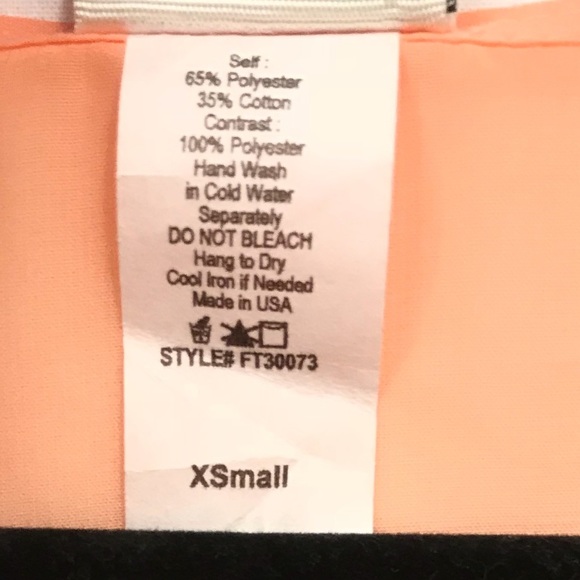 Self :
65% Polyester
35% Cotton
Contrast :
100% Polyester
Hand Wash
in Cold Water
Separately
DO NOT BLEACH
Hang to Dry
Cool Iron if Needed
Made in USA
STYLE# FT30073
XSmall